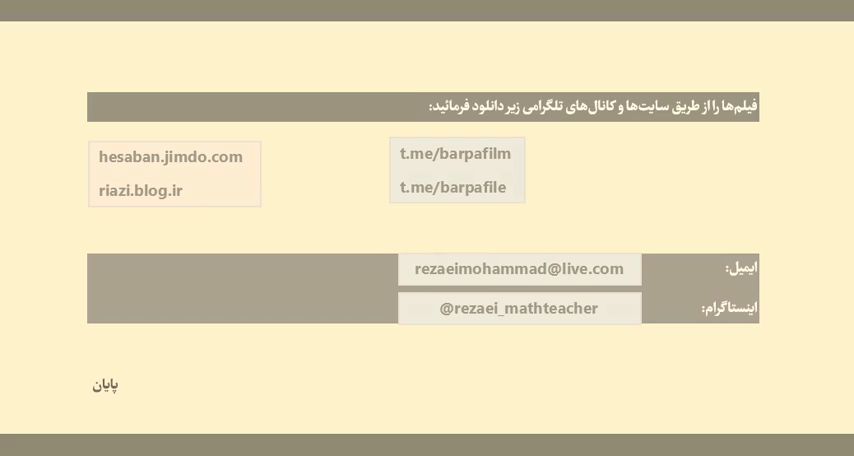 فیلم‌ها را از طریق سایت‌ها و کانال‌های تلگرامی زیر دانلود فرمائید:
t.me/barpafilm
t.me/barpafile
hesaban.jimdo.com
riazi.blog.ir
ایمیل: rezaeimohammad@live.com
اینستاگرام: @rezaei_mathteacher
پایان